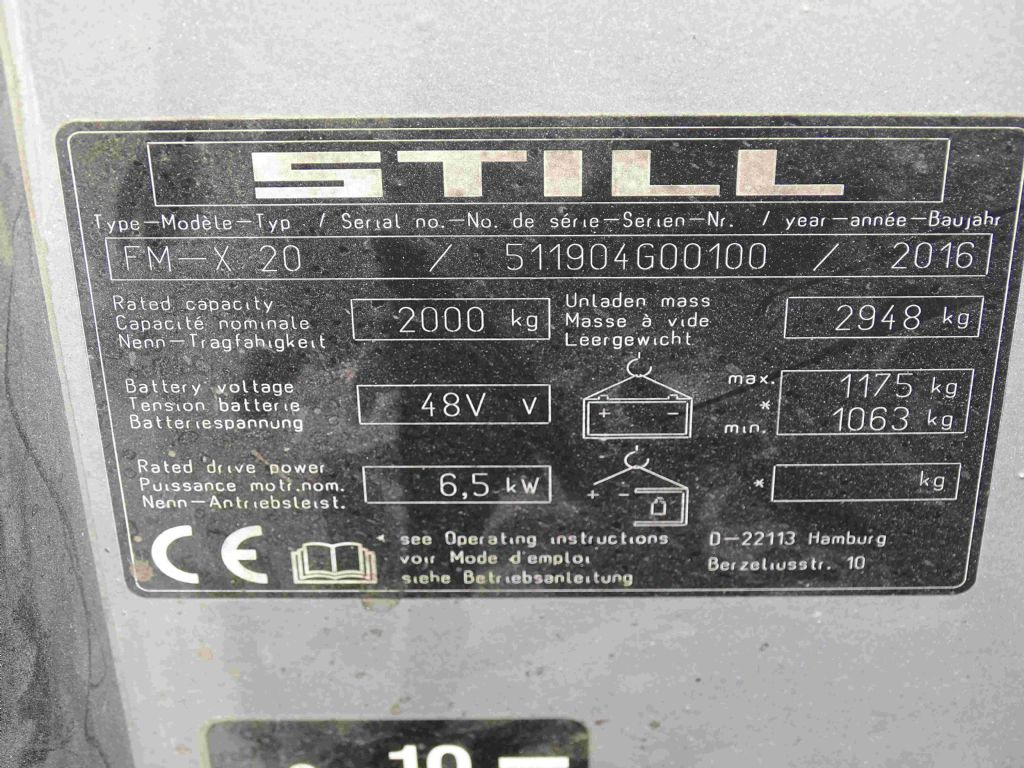 STILL
Type-Modèle-Typ / Serial no.-No. de série-Serien-Nr. / year-année-Baujahr
FM-X 20 / 511904G00100 / 2016
Rated capacity
Capacité nominale
Nenn-Tragfähigkeit
2000 kg
Unladen mass
Masse à vide
Leergewicht
2948 kg
Battery voltage
Tension batterie
Batteriespannung
48V V
+ -
max.
*
min.
1175 kg
1063 kg
Rated drive power
Puissance motr.nom.
Nenn-Antriebsleist.
6,5 kW
+ -
*
kg
CE
see Operating instructions
voir Mode d'emploi
siehe Betriebsanleitung
D-22113 Hamburg
Berzeliusstr. 10